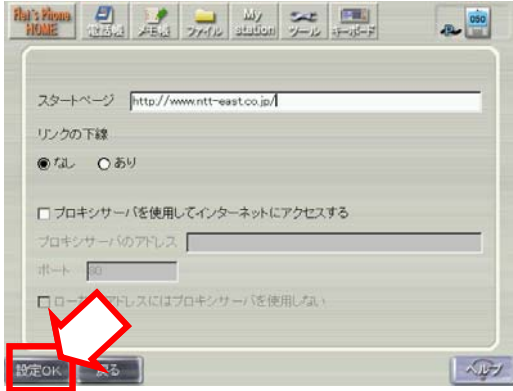 Flet's Phone HOME 電話帳 メモ帳 ファイル My station ツール キーボード 050
スタートページ http://www.ntt-east.co.jp/
リンクの下線
なし あり
プロキシサーバを使用してインターネットにアクセスする
プロキシサーバのアドレス
ポート 80
アドレスにはプロキシサーバを使用しない
設定OK 戻る ヘルプ